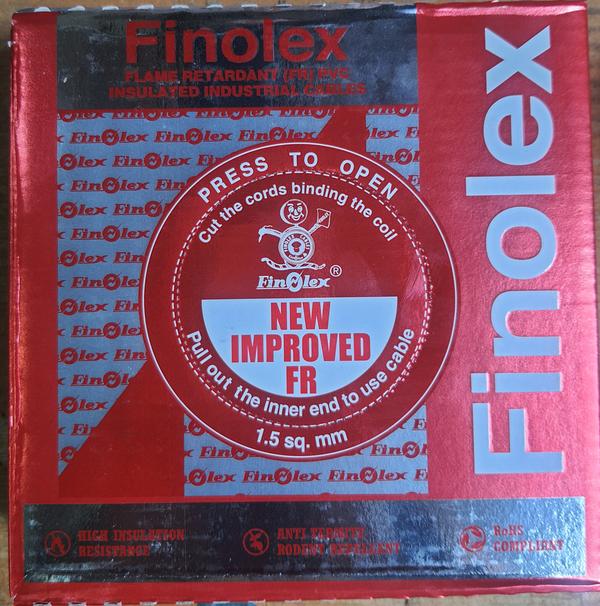 Finolex
FLAME RETARDANT (FR) PVC
INSULATED INDUSTRIAL CABLES
Finolex
PRESS TO OPEN
Cut the cords binding the coil
FinOlex ®
NEW
IMPROVED
FR
Pull out the inner end to use cable
1.5 sq. mm
HIGH INSULATION
RESISTANCE
ANTI TERMITE
RODENT REPELLENT
RoHS
COMPLIANT